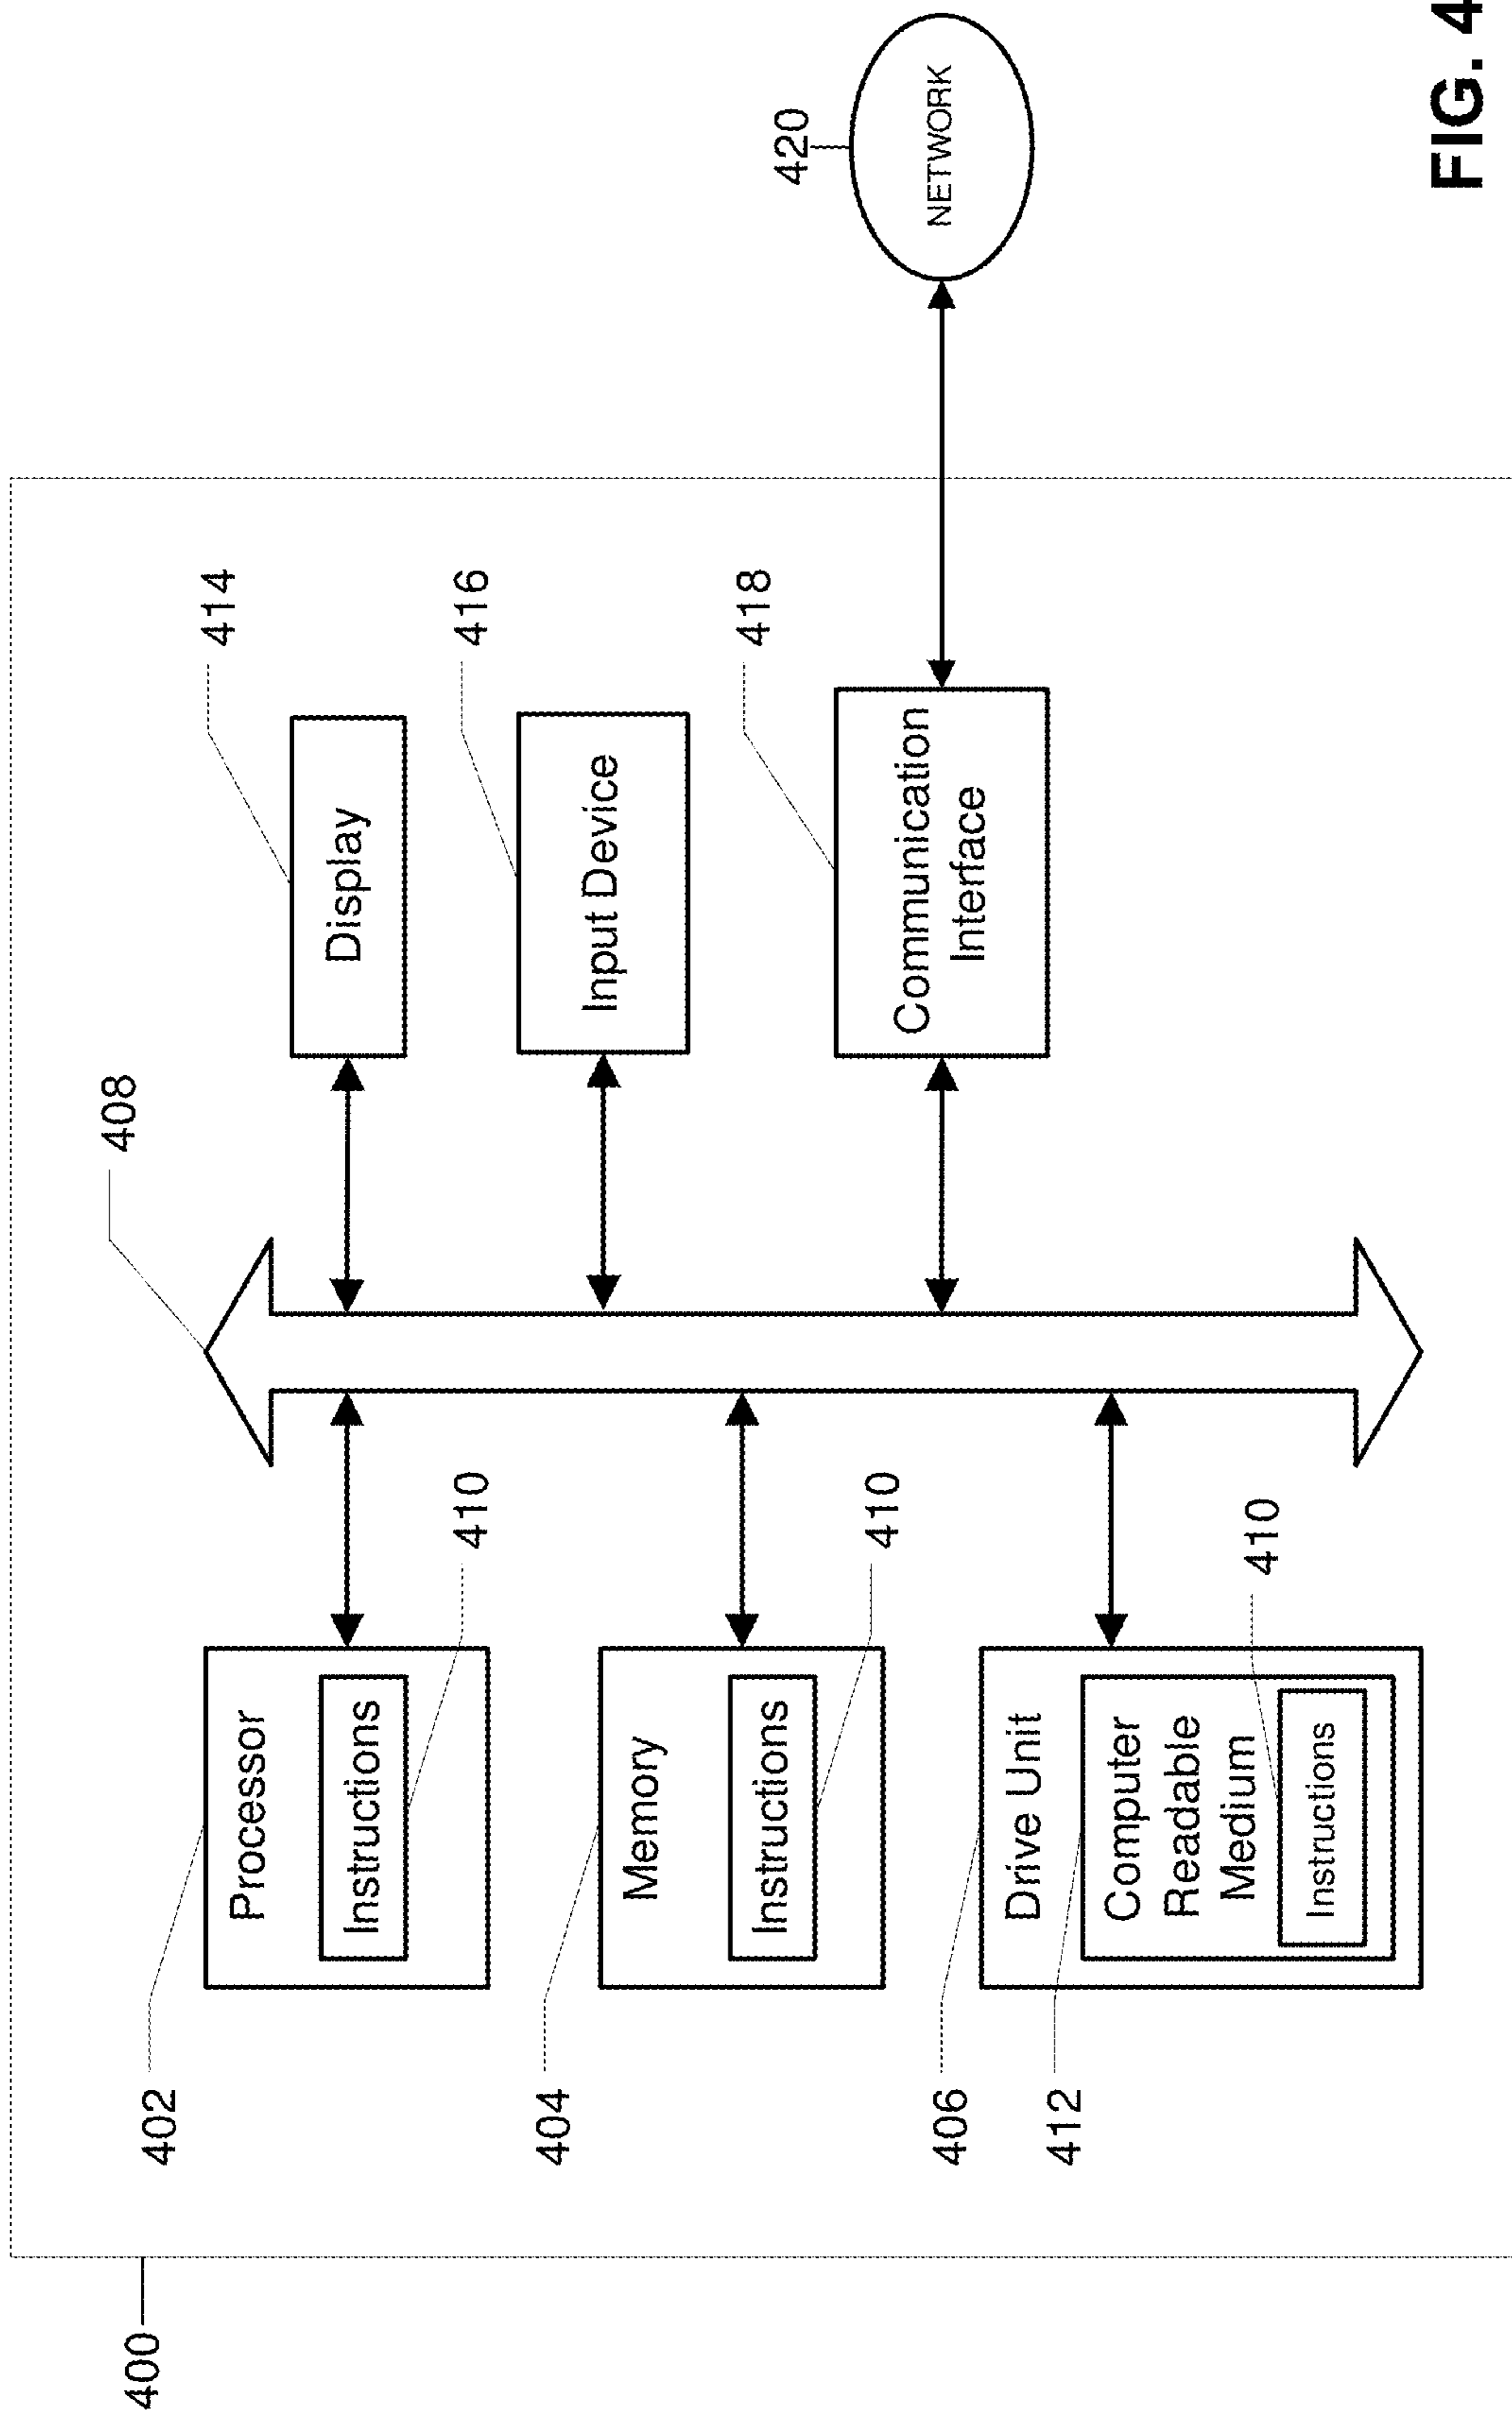 400
402
Processor
Instructions
410
404
Memory
Instructions
410
406
412
Drive Unit
Computer
Readable
Medium
Instructions
410
408
414
Display
416
Input Device
418
Communication
Interface
420
NETWORK
FIG. 4